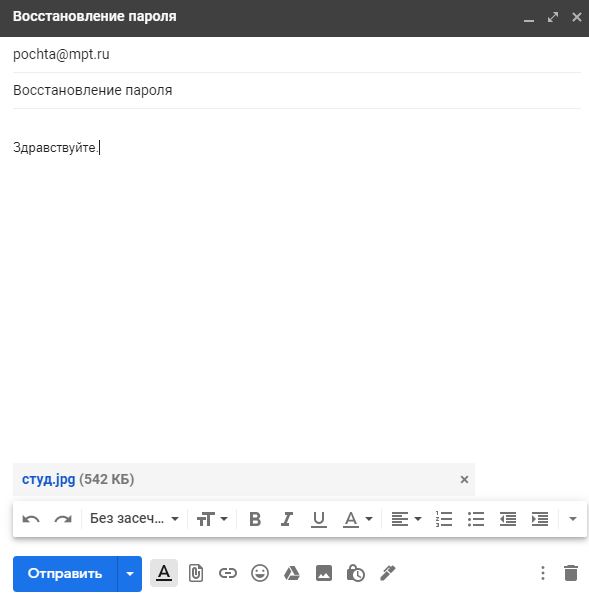 Восстановление пароля
pochta@mpt.ru
Восстановление пароля
Здравствуйте.
студ.jpg (542 КБ)
Без засеч...
Отправить